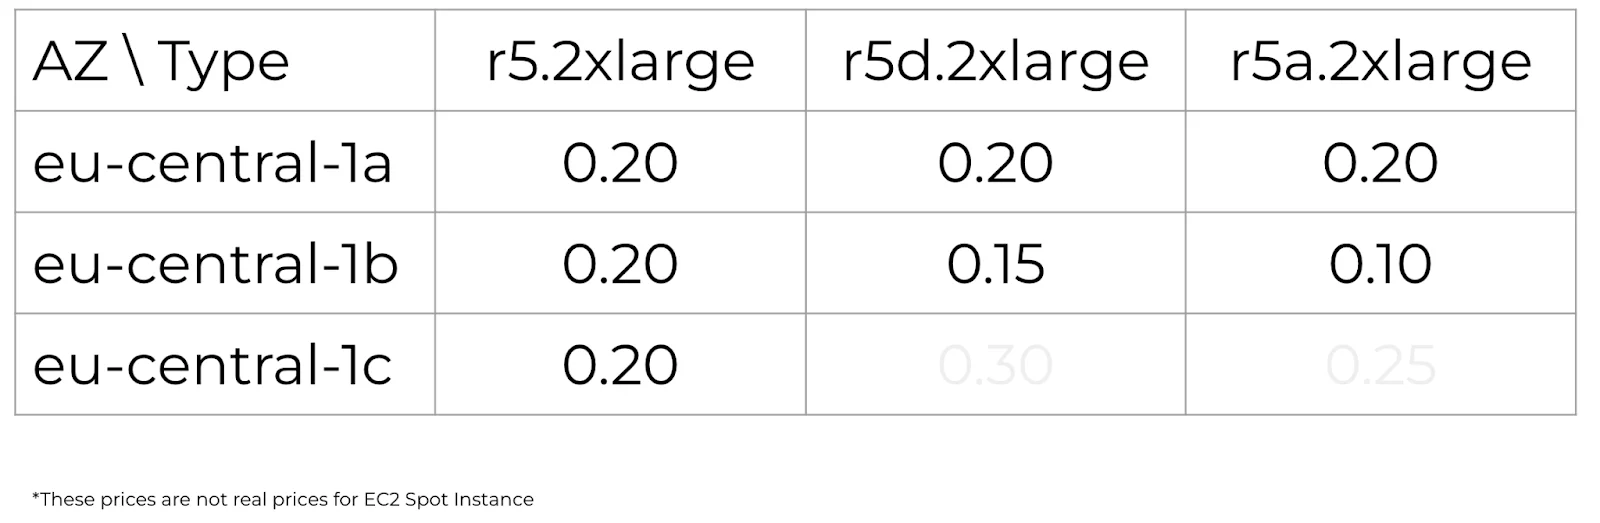 AZ \ Type r5.2xlarge r5d.2xlarge r5a.2xlarge
eu-central-1a 0.20 0.20 0.20
eu-central-1b 0.20 0.15 0.10
eu-central-1c 0.20 0.30 0.25
*These prices are not real prices for EC2 Spot Instance